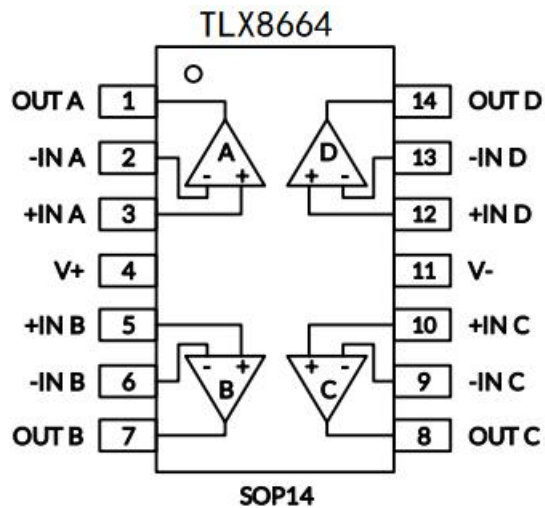 TLX8664
OUT A 1 14 OUT D
-IN A 2 A D 13 -IN D
- + + -
+IN A 3 12 +IN D
V+ 4 11 V-
+IN B 5 10 +IN C
- + + -
-IN B 6 B C 9 -IN C
OUT B 7 8 OUT C
SOP14